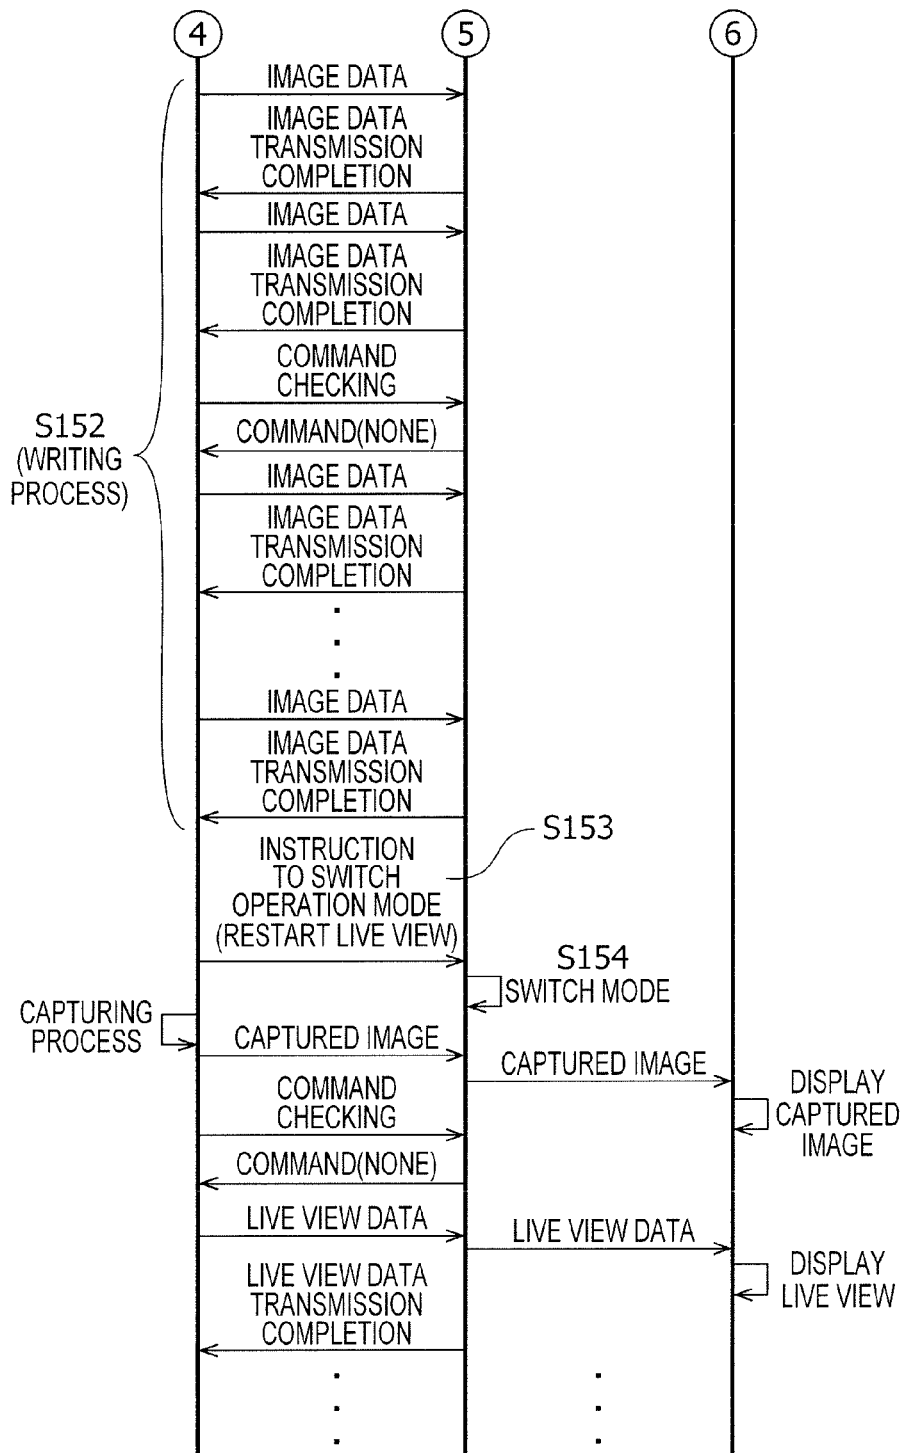 4 5 6
IMAGE DATA
IMAGE DATA
TRANSMISSION
COMPLETION
IMAGE DATA
IMAGE DATA
TRANSMISSION
COMPLETION
COMMAND
CHECKING
S152
(WRITING
PROCESS)
COMMAND(NONE)
IMAGE DATA
IMAGE DATA
TRANSMISSION
COMPLETION
IMAGE DATA
IMAGE DATA
TRANSMISSION
COMPLETION
S153
INSTRUCTION
TO SWITCH
OPERATION MODE
(RESTART LIVE VIEW)
S154
SWITCH MODE
CAPTURING
PROCESS
CAPTURED IMAGE
CAPTURED IMAGE
DISPLAY
CAPTURED
IMAGE
COMMAND
CHECKING
COMMAND(NONE)
LIVE VIEW DATA
LIVE VIEW DATA
DISPLAY
LIVE VIEW
LIVE VIEW DATA
TRANSMISSION
COMPLETION